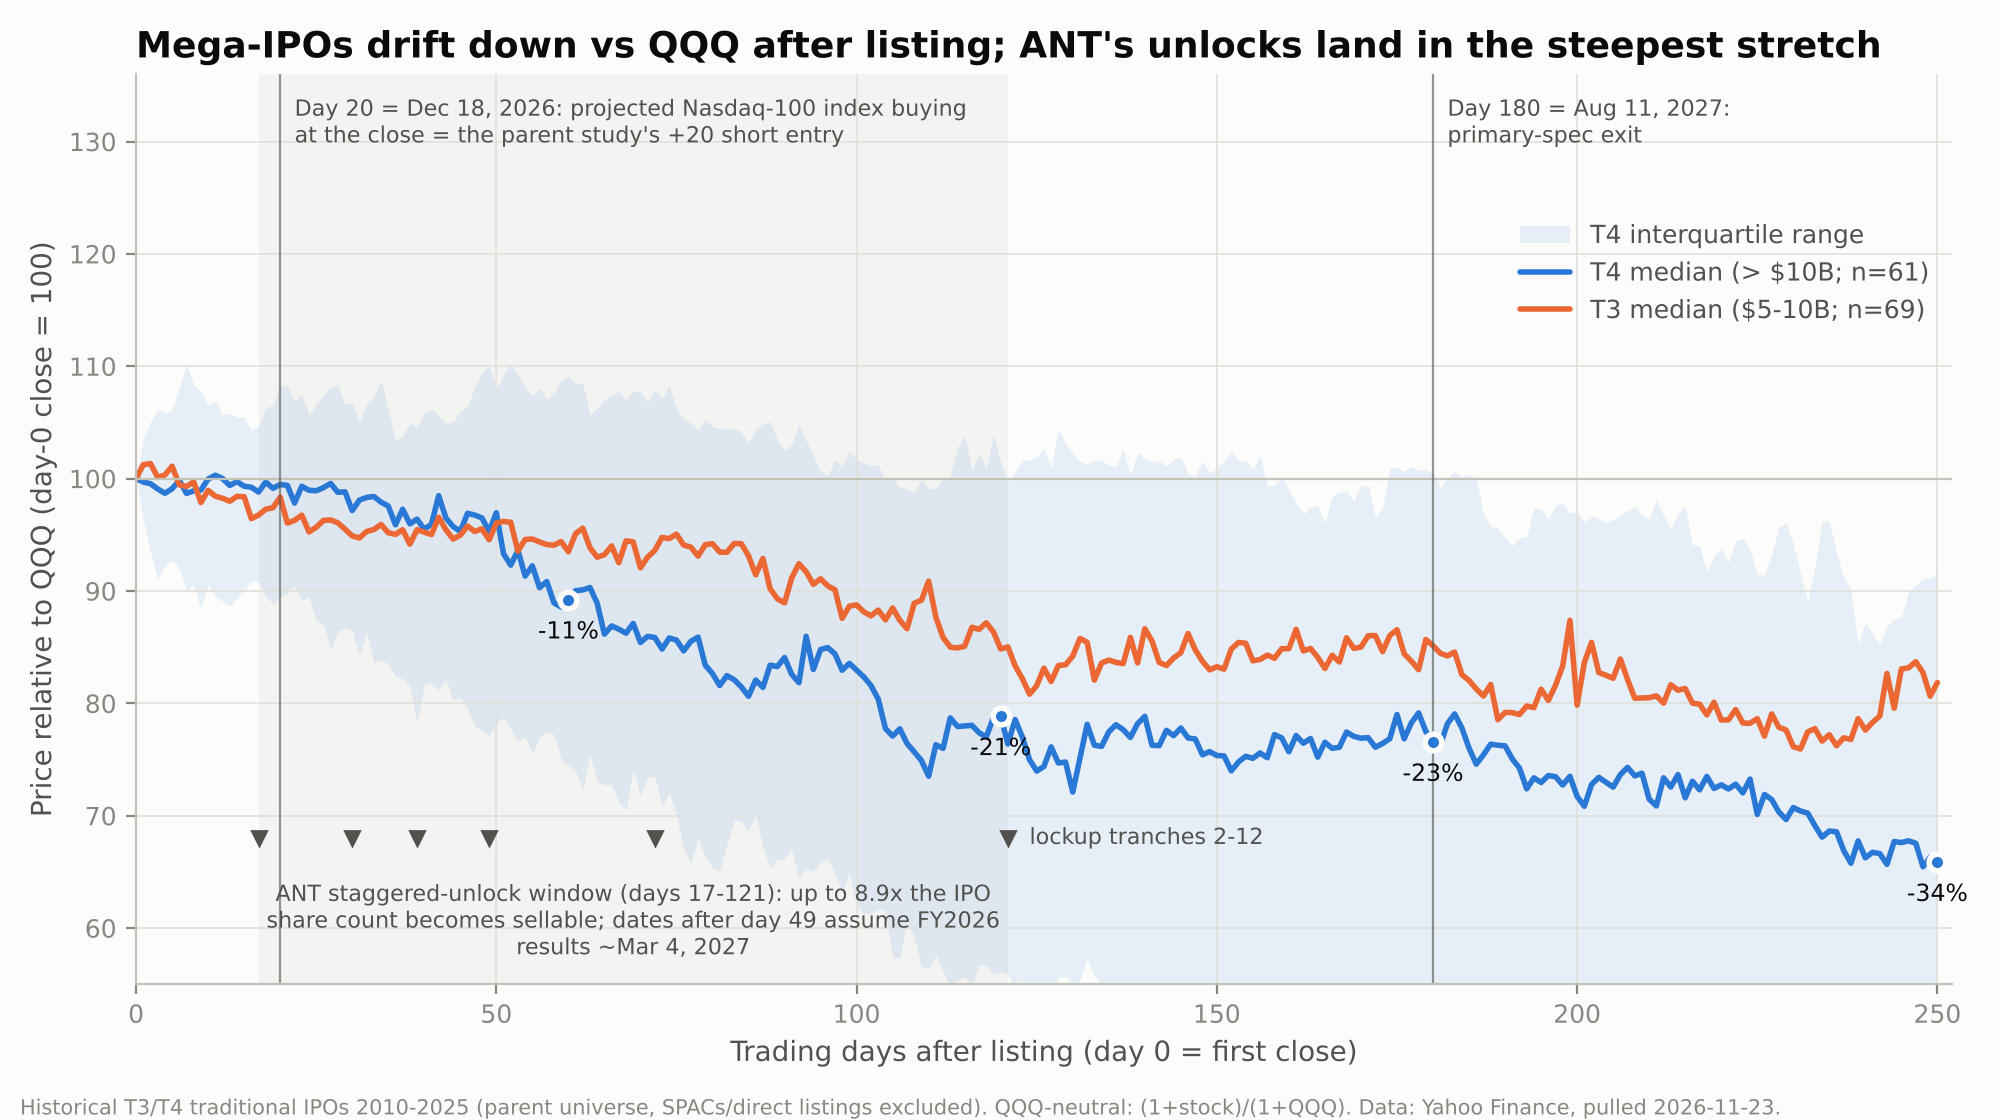 Mega-IPOs drift down vs QQQ after listing; ANT's unlocks land in the steepest stretch
Day 20 = Dec 18, 2026: projected Nasdaq-100 index buying
at the close = the parent study's +20 short entry
Day 180 = Aug 11, 2027:
primary-spec exit
T4 interquartile range
T4 median (> $10B; n=61)
T3 median ($5-10B; n=69)
Price relative to QQQ (day-0 close = 100)
130
120
110
100
90
80
70
60
-11%
-21%
-23%
-34%
lockup tranches 2-12
ANT staggered-unlock window (days 17-121): up to 8.9x the IPO
share count becomes sellable; dates after day 49 assume FY2026
results ~Mar 4, 2027
0
50
100
150
200
250
Trading days after listing (day 0 = first close)
Historical T3/T4 traditional IPOs 2010-2025 (parent universe, SPACs/direct listings excluded). QQQ-neutral: (1+stock)/(1+QQQ). Data: Yahoo Finance, pulled 2026-11-23.